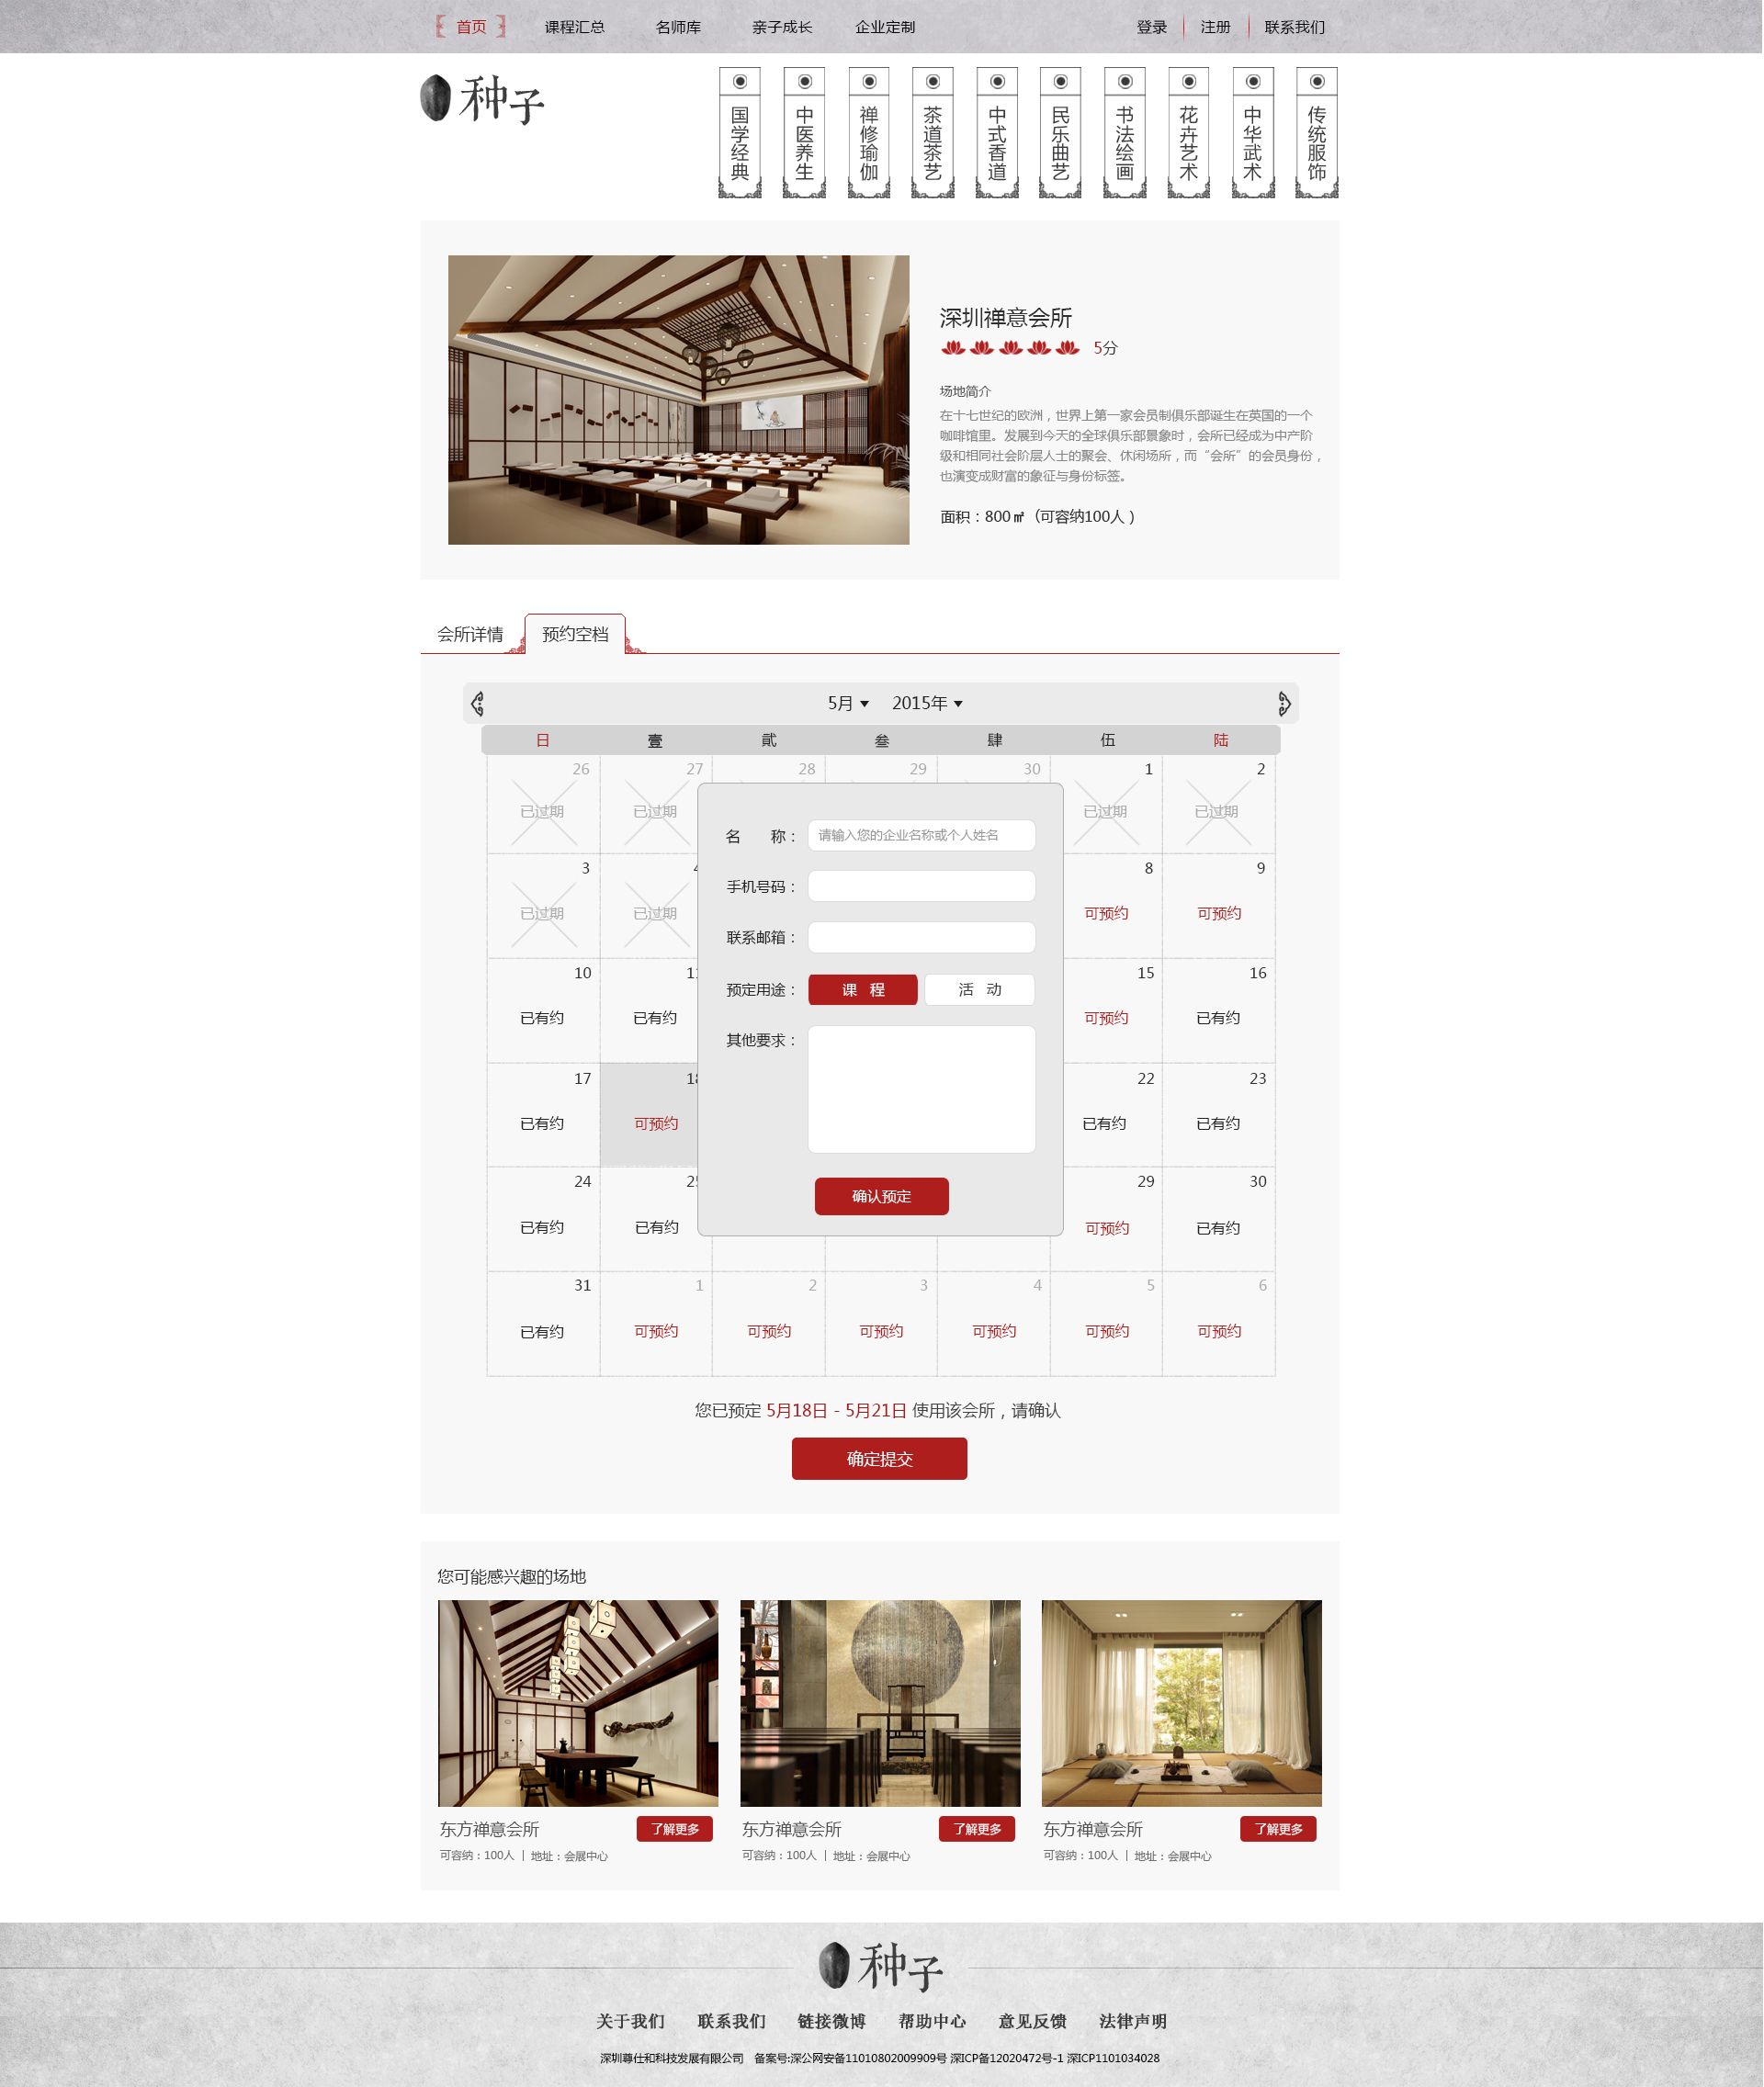 首页 课程汇总 名师库 亲子成长 企业定制 登录 注册 联系我们
种子
国学经典
中医养生
禅修瑜伽
茶道茶艺
中式香道
民乐曲艺
书法绘画
花卉艺术
中华武术
传统服饰
深圳禅意会所
5分
场地简介
在十七世纪的欧洲，世界上第一家会员制俱乐部诞生在英国的一个
咖啡馆里。发展到今天的全球俱乐部景象时，会所已经成为中产阶
级和相同社会阶层人士的聚会、休闲场所，而“会所”的会员身份，
也演变成财富的象征与身份标签。
面积：800㎡（可容纳100人）
会所详情 预约空档
5月 2015年
日 壹 贰 叁 肆 伍 陆
26 27 28 29 30 1 2
已过期 已过期 已过期 已过期
3 8 9
已过期 已过期 可预约 可预约
10 11 15 16
已有约 已有约 可预约 已有约
17 18 22 23
已有约 可预约 已有约 已有约
24 25 29 30
已有约 已有约 可预约 已有约
31 1 2 3 4 5 6
已有约 可预约 可预约 可预约 可预约 可预约 可预约
名 称： 请输入您的企业名称或个人姓名
手机号码：
联系邮箱：
预定用途： 课 程 活 动
其他要求：
确认预定
您已预定 5月18日 - 5月21日 使用该会所，请确认
确定提交
您可能感兴趣的场地
东方禅意会所 了解更多
可容纳：100人 | 地址：会展中心
东方禅意会所 了解更多
可容纳：100人 | 地址：会展中心
东方禅意会所 了解更多
可容纳：100人 | 地址：会展中心
种子
关于我们 联系我们 链接微博 帮助中心 意见反馈 法律声明
深圳尊仕和科技发展有限公司 备案号:深公网安备11010802009909号 深ICP备12020472号-1 深ICP1101034028